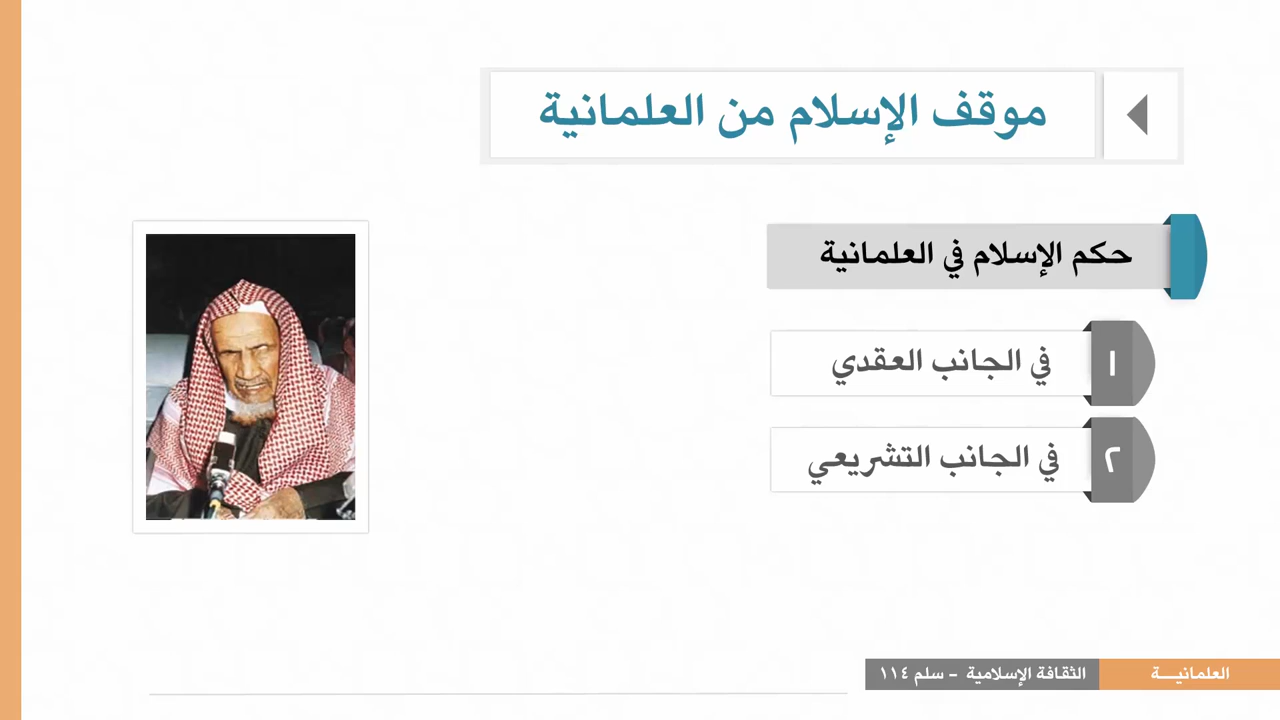 موقف الإسلام من العلمانية
حكم الإسلام في العلمانية
١ في الجانب العقدي
٢ في الجانب التشريعي
العلمانيـــة
الثقافة الإسلامية - سلم ١١٤